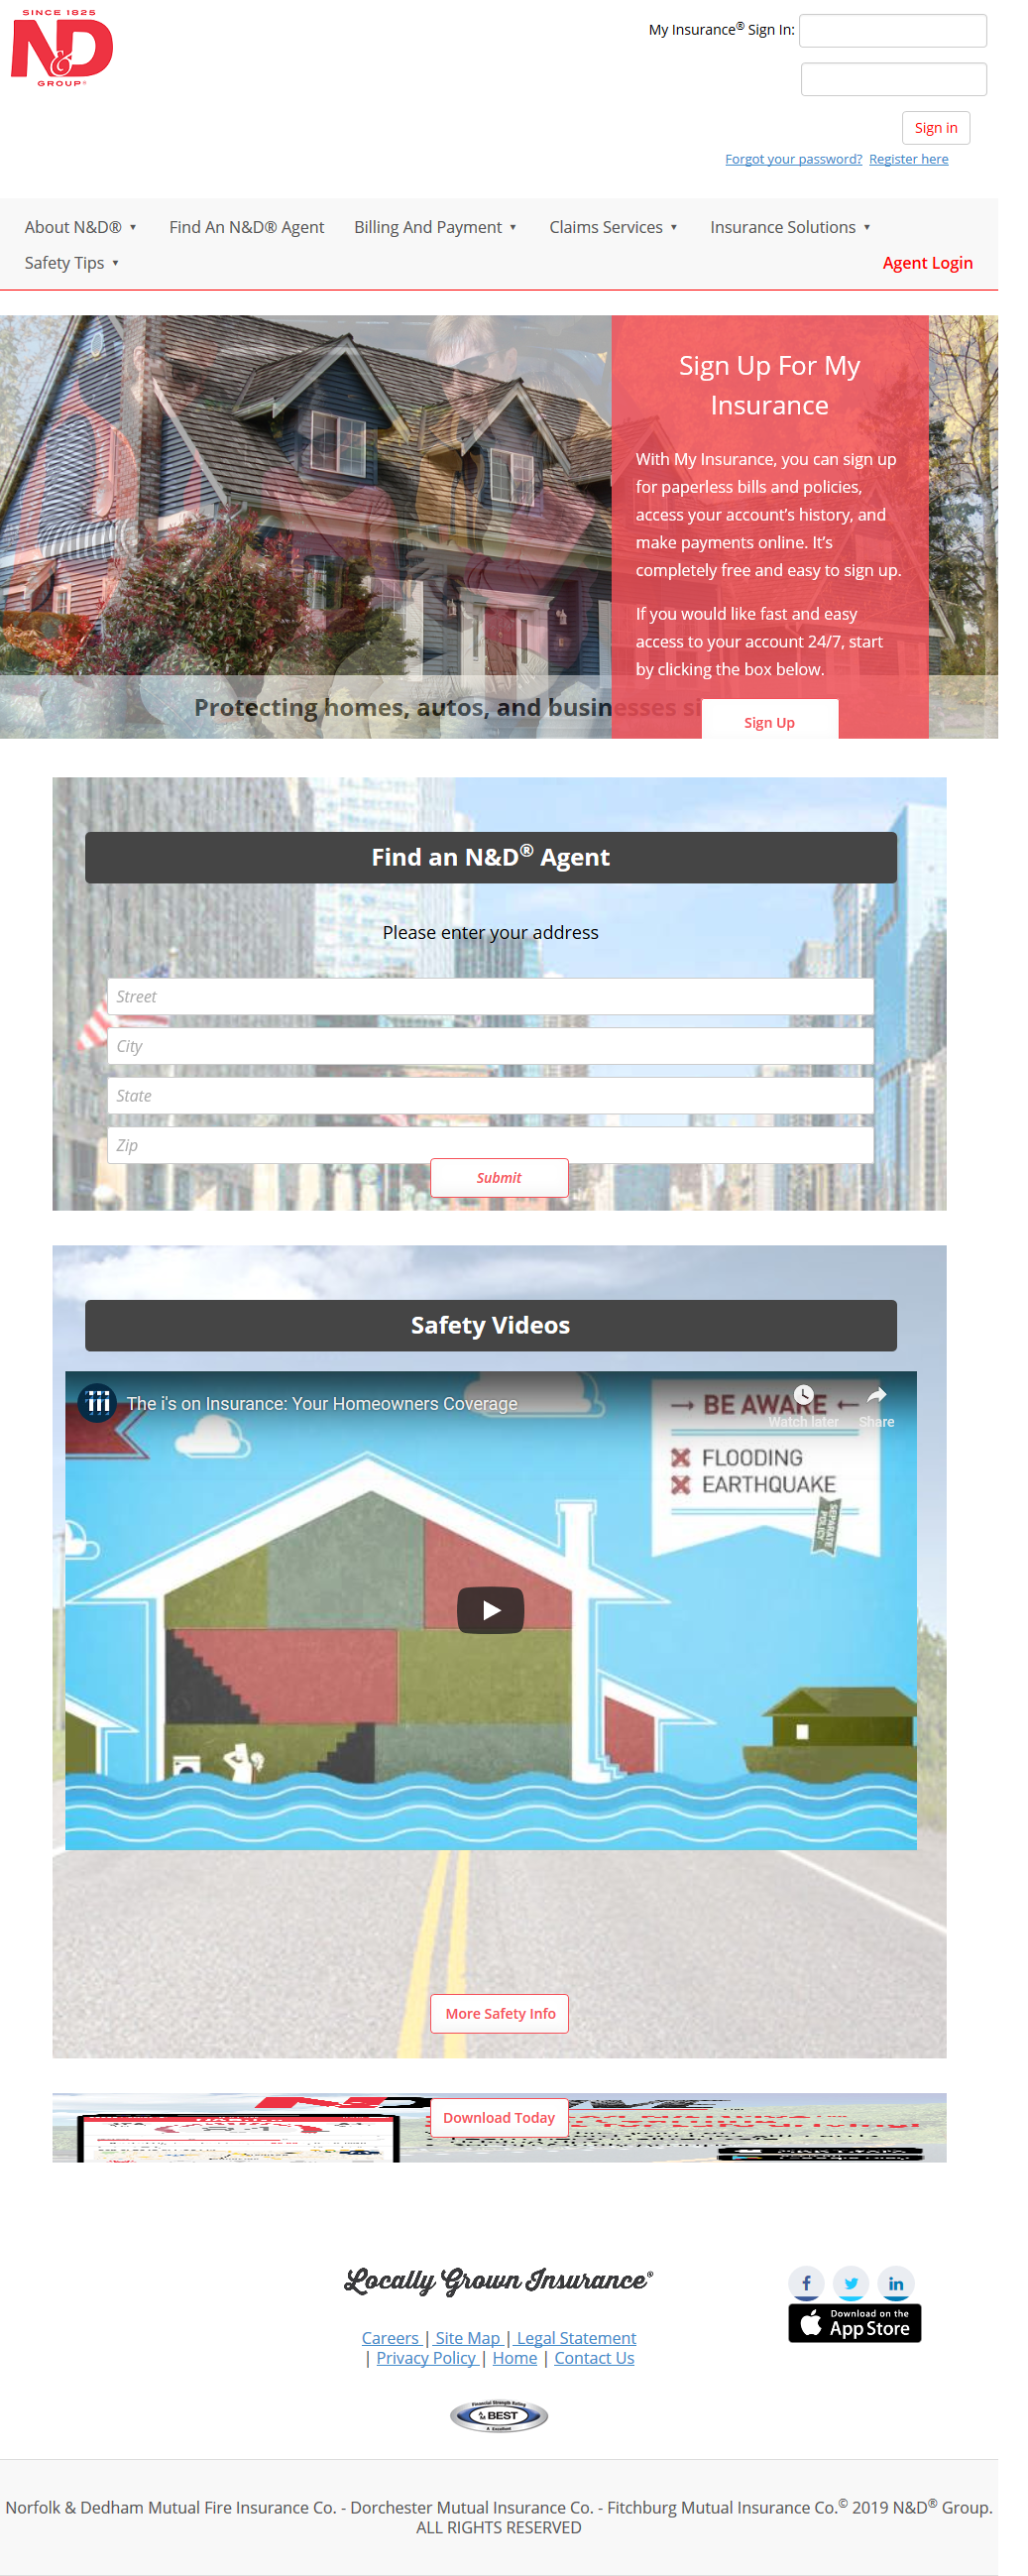 SINCE 1825
N&D
GROUP®
My Insurance® Sign In:
Sign in
Forgot your password? Register here
About N&D® ▼ Find An N&D® Agent Billing And Payment ▼ Claims Services ▼ Insurance Solutions ▼
Safety Tips ▼ Agent Login
Sign Up For My
Insurance
With My Insurance, you can sign up
for paperless bills and policies,
access your account’s history, and
make payments online. It’s
completely free and easy to sign up.
If you would like fast and easy
access to your account 24/7, start
by clicking the box below.
Protecting homes, autos, and businesses si
Sign Up
Find an N&D® Agent
Please enter your address
Street
City
State
Zip
Submit
Safety Videos
The i's on Insurance: Your Homeowners Coverage
Watch later Share
BE AWARE
FLOODING
EARTHQUAKE
SEPARATE
POLICY
More Safety Info
Download Today
Locally Grown Insurance®
Careers | Site Map | Legal Statement
| Privacy Policy | Home | Contact Us
Download on the
App Store
Financial Strength Rating
BEST
A Excellent
Norfolk & Dedham Mutual Fire Insurance Co. - Dorchester Mutual Insurance Co. - Fitchburg Mutual Insurance Co.© 2019 N&D® Group.
ALL RIGHTS RESERVED